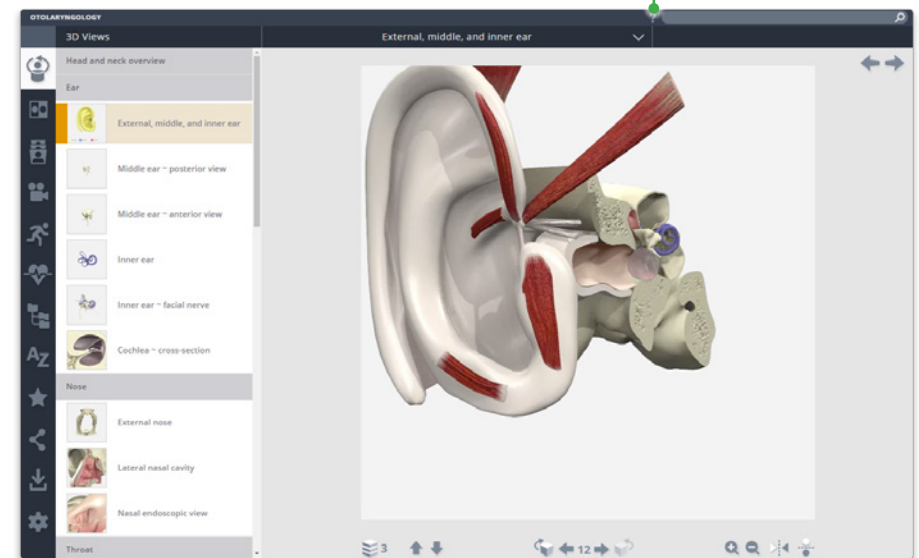 OTOLARYNGOLOGY
3D Views
External, middle, and inner ear
Head and neck overview
Ear
External, middle, and inner ear
Middle ear ~ posterior view
Middle ear ~ anterior view
Inner ear
Inner ear ~ facial nerve
Cochlea ~ cross-section
Nose
External nose
Lateral nasal cavity
Nasal endoscopic view
Throat
AZ
3
12